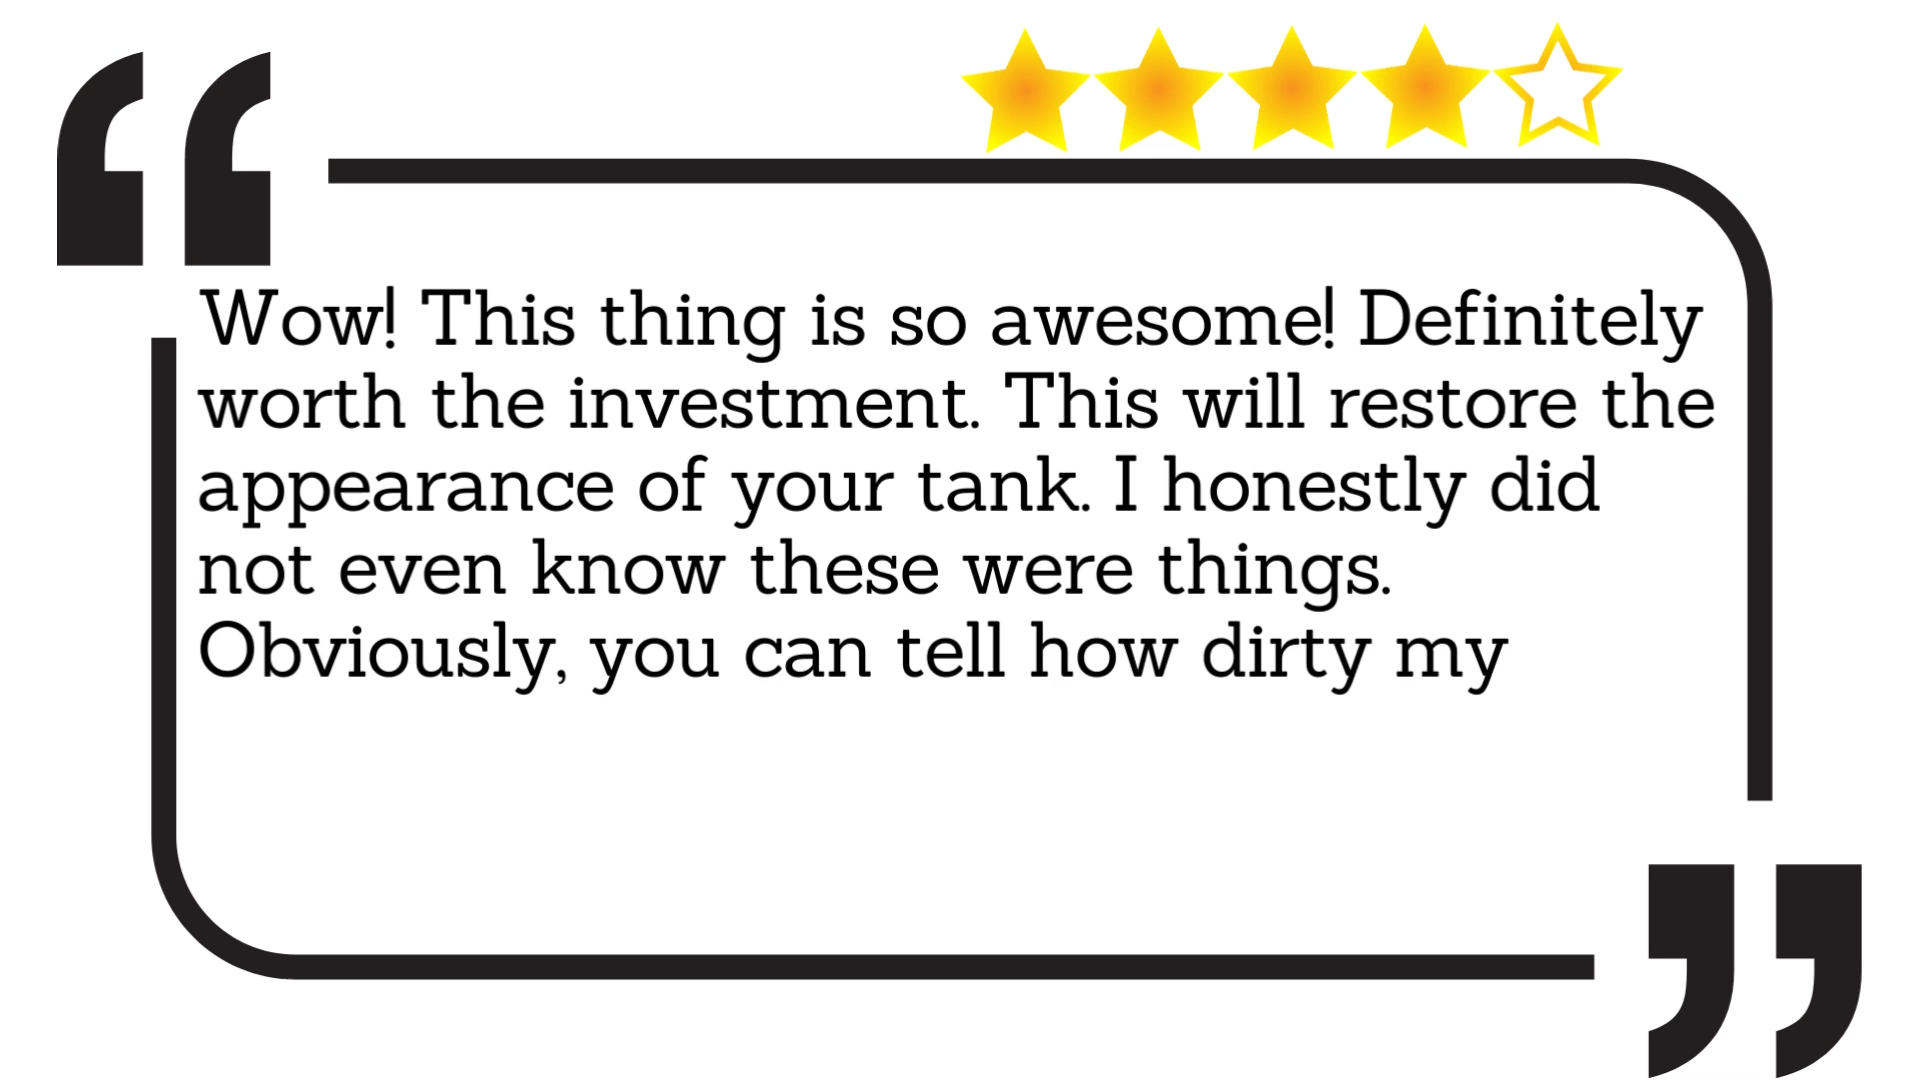 Wow! This thing is so awesome! Definitely
worth the investment. This will restore the
appearance of your tank. I honestly did
not even know these were things.
Obviously, you can tell how dirty my